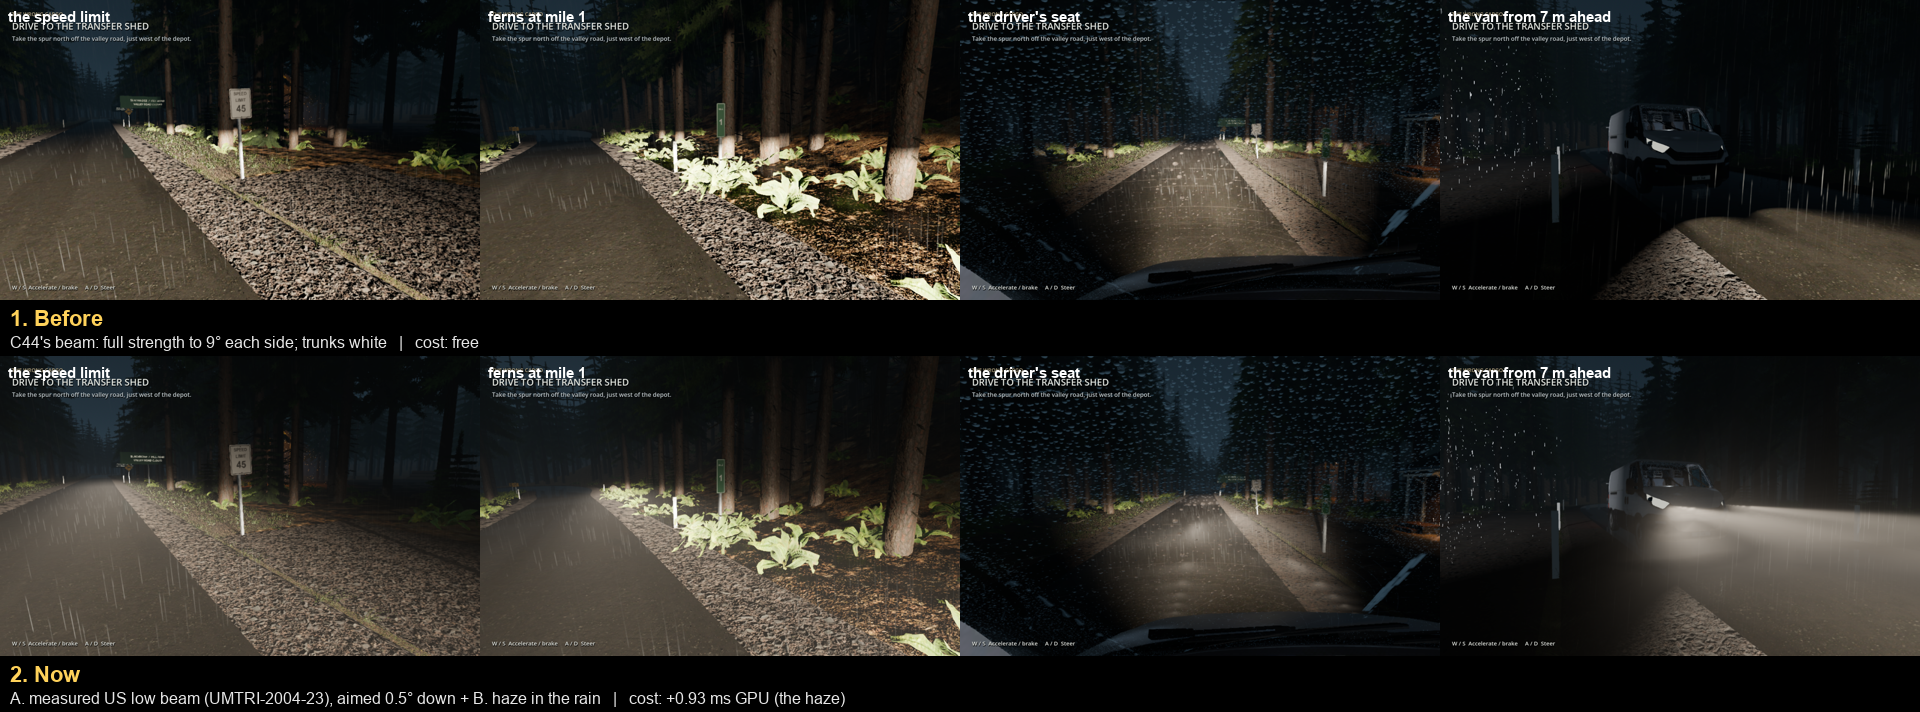 the speed limit
DRIVE TO THE TRANSFER SHED
Take the spur north off the valley road, just west of the depot.
SPEED
LIMIT
45
W / S Accelerate / brake A / D Steer
ferns at mile 1
DRIVE TO THE TRANSFER SHED
Take the spur north off the valley road, just west of the depot.
1
W / S Accelerate / brake A / D Steer
the driver's seat
DRIVE TO THE TRANSFER SHED
Take the spur north off the valley road, just west of the depot.
W / S Accelerate / brake A / D Steer
the van from 7 m ahead
DRIVE TO THE TRANSFER SHED
Take the spur north off the valley road, just west of the depot.
W / S Accelerate / brake A / D Steer
1. Before
C44's beam: full strength to 9° each side; trunks white | cost: free
the speed limit
DRIVE TO THE TRANSFER SHED
Take the spur north off the valley road, just west of the depot.
SPEED
LIMIT
45
W / S Accelerate / brake A / D Steer
ferns at mile 1
DRIVE TO THE TRANSFER SHED
Take the spur north off the valley road, just west of the depot.
1
W / S Accelerate / brake A / D Steer
the driver's seat
DRIVE TO THE TRANSFER SHED
Take the spur north off the valley road, just west of the depot.
W / S Accelerate / brake A / D Steer
the van from 7 m ahead
DRIVE TO THE TRANSFER SHED
Take the spur north off the valley road, just west of the depot.
W / S Accelerate / brake A / D Steer
2. Now
A. measured US low beam (UMTRI-2004-23), aimed 0.5° down + B. haze in the rain | cost: +0.93 ms GPU (the haze)